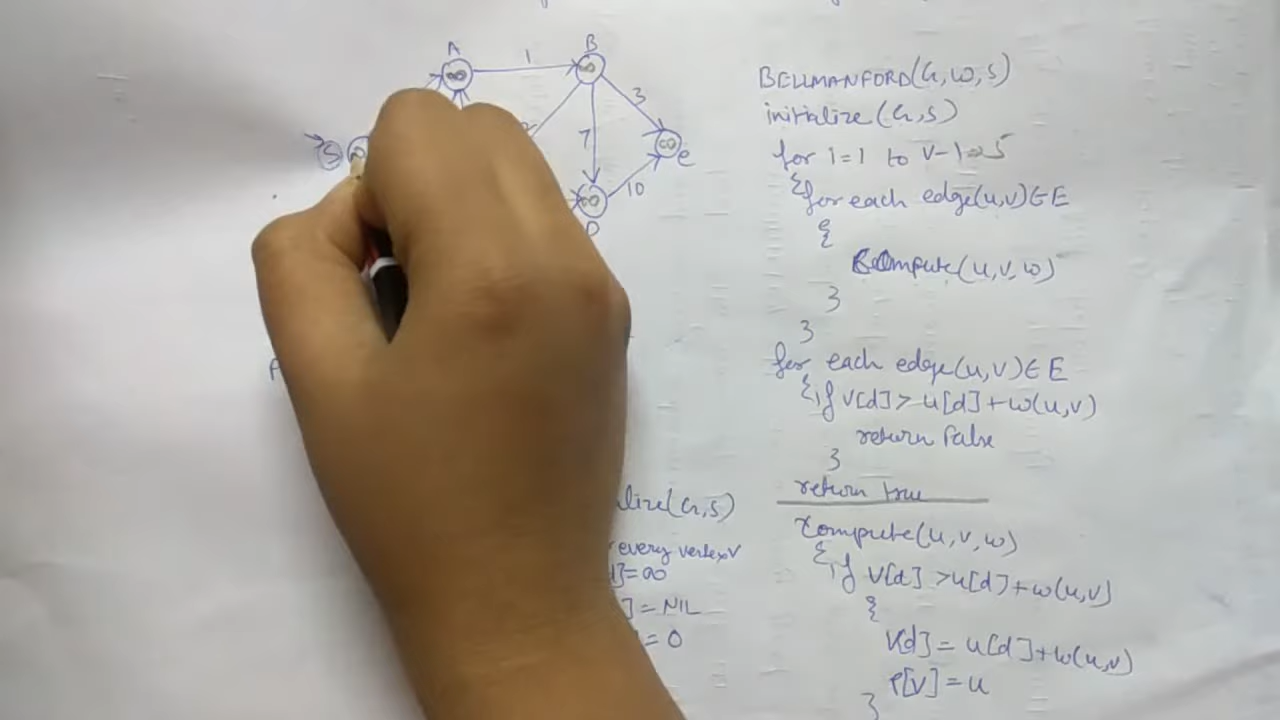 A
B
1
∞
∞
3
S
7
∞
e
10
∞
D
BELLMANFORD(G,W,S)
initialize(G,S)
for i=1 to V-1⇒5
{for each edge(u,v)∈E
{
Compute(u,v,w)
}
}
for each edge(u,v)∈E
{if v[d]>u[d]+w(u,v)
return false
}
return true
(G,S)
every vertex V
]=∞
]=NIL
=0
Compute(u,v,w)
{if v[d]>u[d]+w(u,v)
{
v[d]=u[d]+w(u,v)
P[v]=u
}